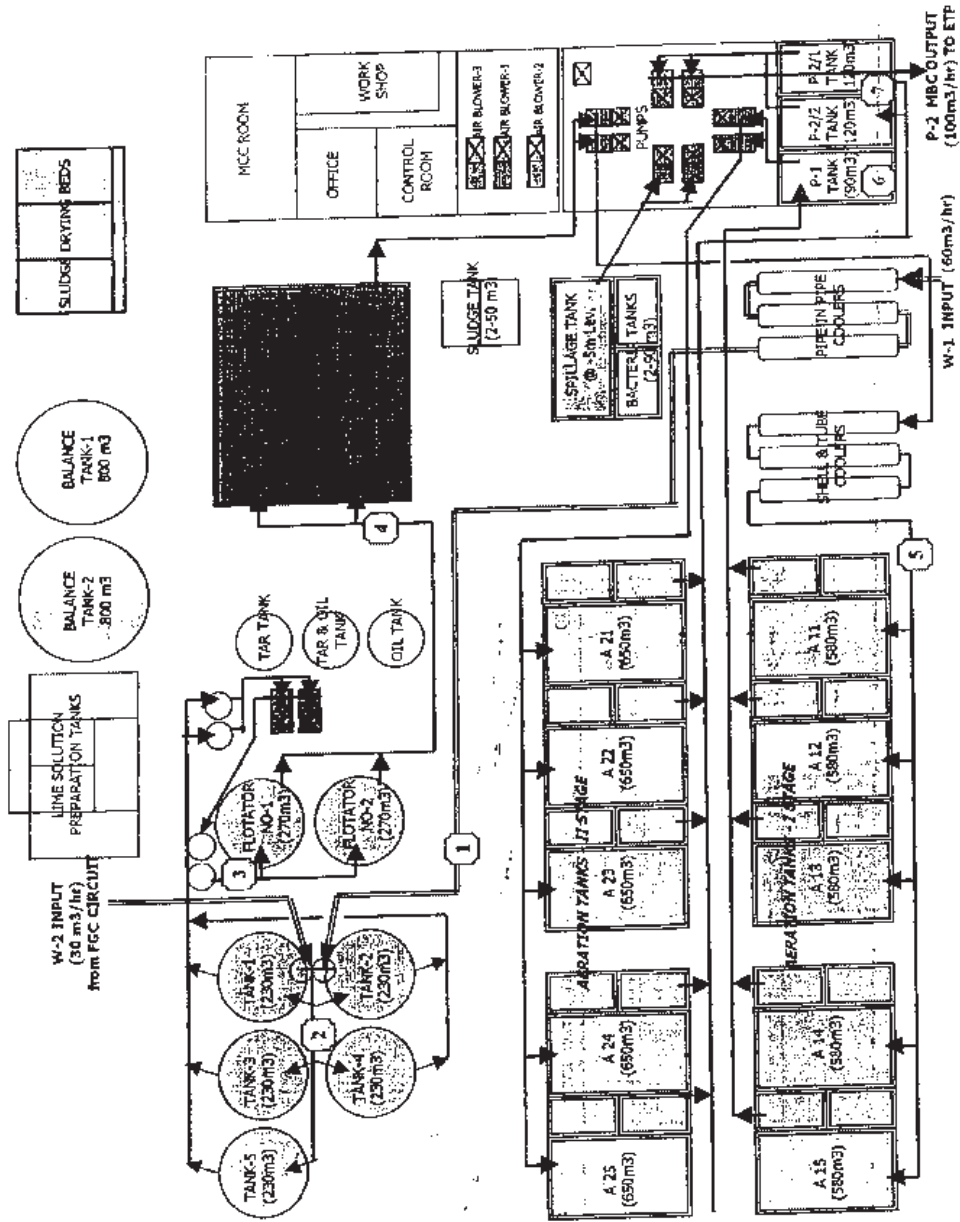 SLUDGE DRYING BEDS
BALANCE
TANK-1
800 m3
BALANCE
TANK-2
800 m3
LIME SOLUTION
PREPARATION TANKS
W-2 INPUT
(30 m3/hr)
from FGC CIRCUIT
MCC ROOM
OFFICE
WORK
SHOP
CONTROL
ROOM
AIR BLOWER-3
AIR BLOWER-1
AIR BLOWER-2
PUMPS
P-1
TANK
(90m3)
P-2/2
TANK
(120m3)
P-2/1
TANK
120m3)
6
7
P-2 MBC OUTPUT
(100m3/hr) TO ETP
SLUDGE TANK
(2-50 m3)
SPILLAGE TANK
BACTERIA TANKS
4
TAR TANK
TAR & OIL
TANK
OIL TANK
FLOTATOR
NO-1
(270m3)
FLOTATOR
NO-2
(270m3)
3
1
2
TANK-1
(230m3)
TANK-2
(230m3)
TANK-3
(230m3)
TANK-4
(230m3)
TANK-5
(230m3)
PIPE IN PIPE
COOLERS
W-1 INPUT (60m3/hr)
SHELL & TUBE
COOLERS
5
AERATION TANKS - II STAGE
A 21
(650m3)
A 22
(650m3)
A 23
(650m3)
A 24
(650m3)
A 25
(650m3)
AERATION TANKS - I STAGE
A 11
(580m3)
A 12
(580m3)
A 13
(580m3)
A 14
(580m3)
A 15
(580m3)